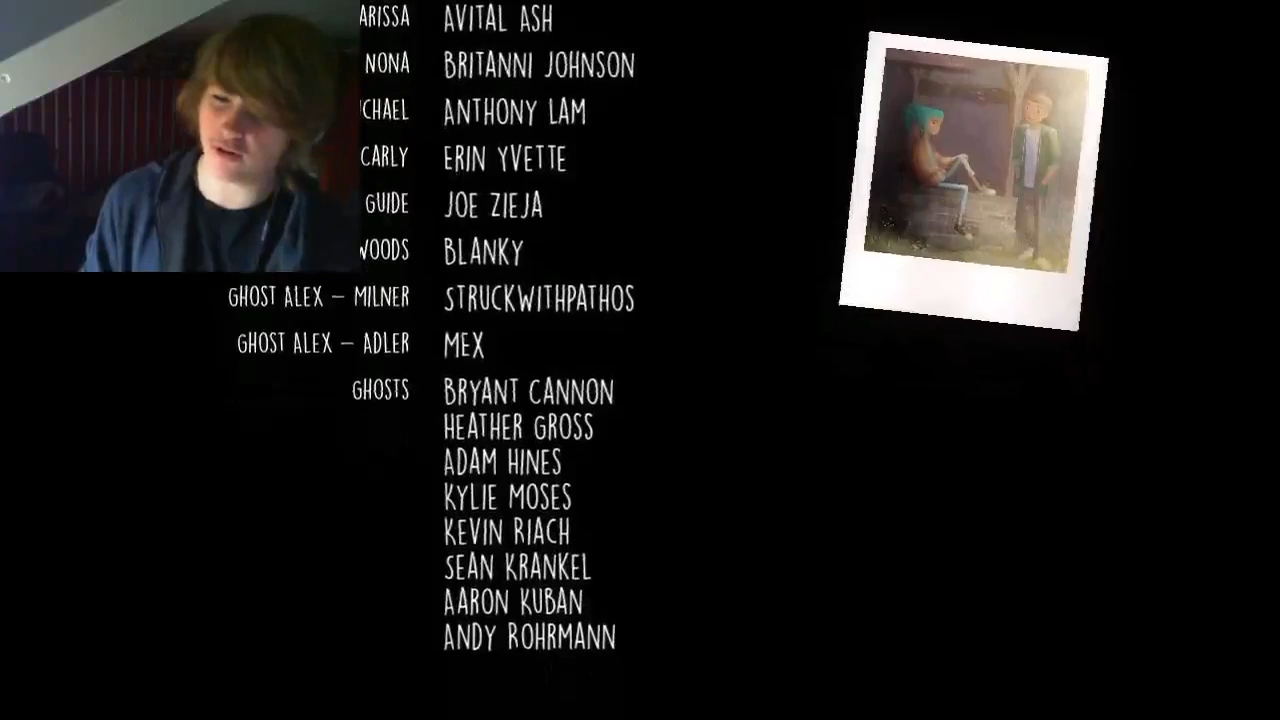 ARISSA AVITAL ASH
NONA BRITANNI JOHNSON
CHAEL ANTHONY LAM
CARLY ERIN YVETTE
GUIDE JOE ZIEJA
WOODS BLANKY
GHOST ALEX – MILNER STRUCKWITHPATHOS
GHOST ALEX – ADLER MEX
GHOSTS BRYANT CANNON
HEATHER GROSS
ADAM HINES
KYLIE MOSES
KEVIN RIACH
SEAN KRANKEL
AARON KUBAN
ANDY ROHRMANN